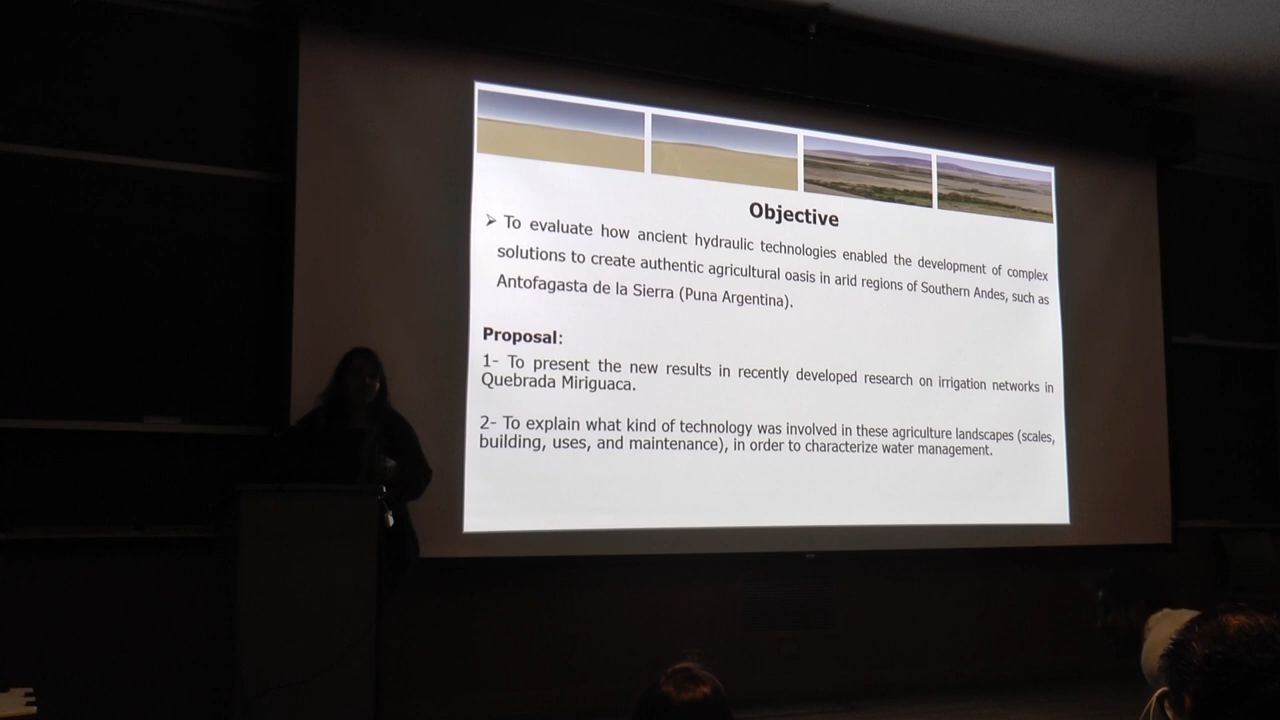 Objective
➢ To evaluate how ancient hydraulic technologies enabled the development of complex
solutions to create authentic agricultural oasis in arid regions of Southern Andes, such as
Antofagasta de la Sierra (Puna Argentina).
Proposal:
1- To present the new results in recently developed research on irrigation networks in
Quebrada Miriguaca.
2- To explain what kind of technology was involved in these agriculture landscapes (scales,
building, uses, and maintenance), in order to characterize water management.